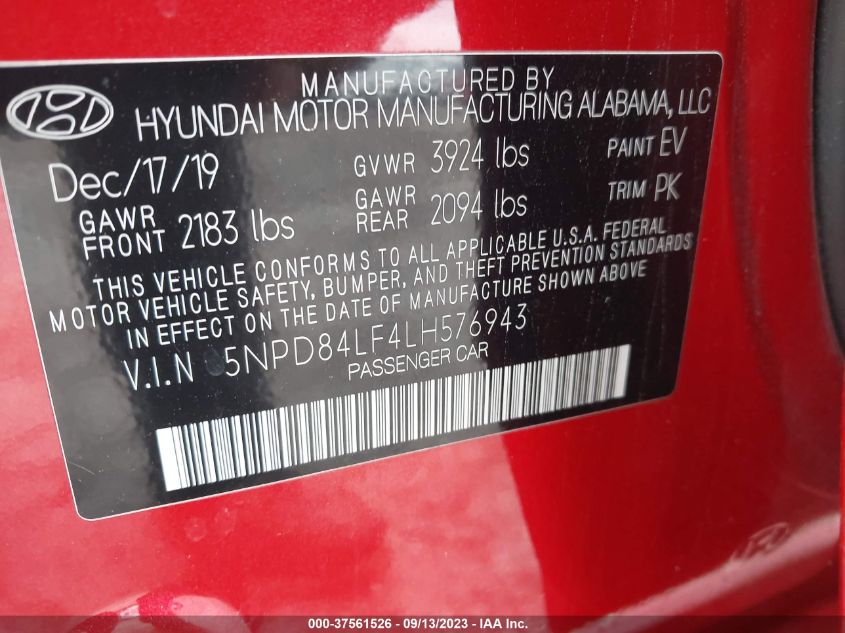 MANUFACTURED BY
HYUNDAI MOTOR MANUFACTURING ALABAMA, LLC
Dec/17/19 GVWR 3924 lbs PAINT EV
GAWR FRONT 2183 lbs GAWR REAR 2094 lbs TRIM PK
THIS VEHICLE CONFORMS TO ALL APPLICABLE U.S.A. FEDERAL
MOTOR VEHICLE SAFETY, BUMPER, AND THEFT PREVENTION STANDARDS
IN EFFECT ON THE DATE OF MANUFACTURE SHOWN ABOVE
V.I.N 5NPD84LF4LH576943
PASSENGER CAR
000-37561526 - 09/13/2023 - IAA Inc.